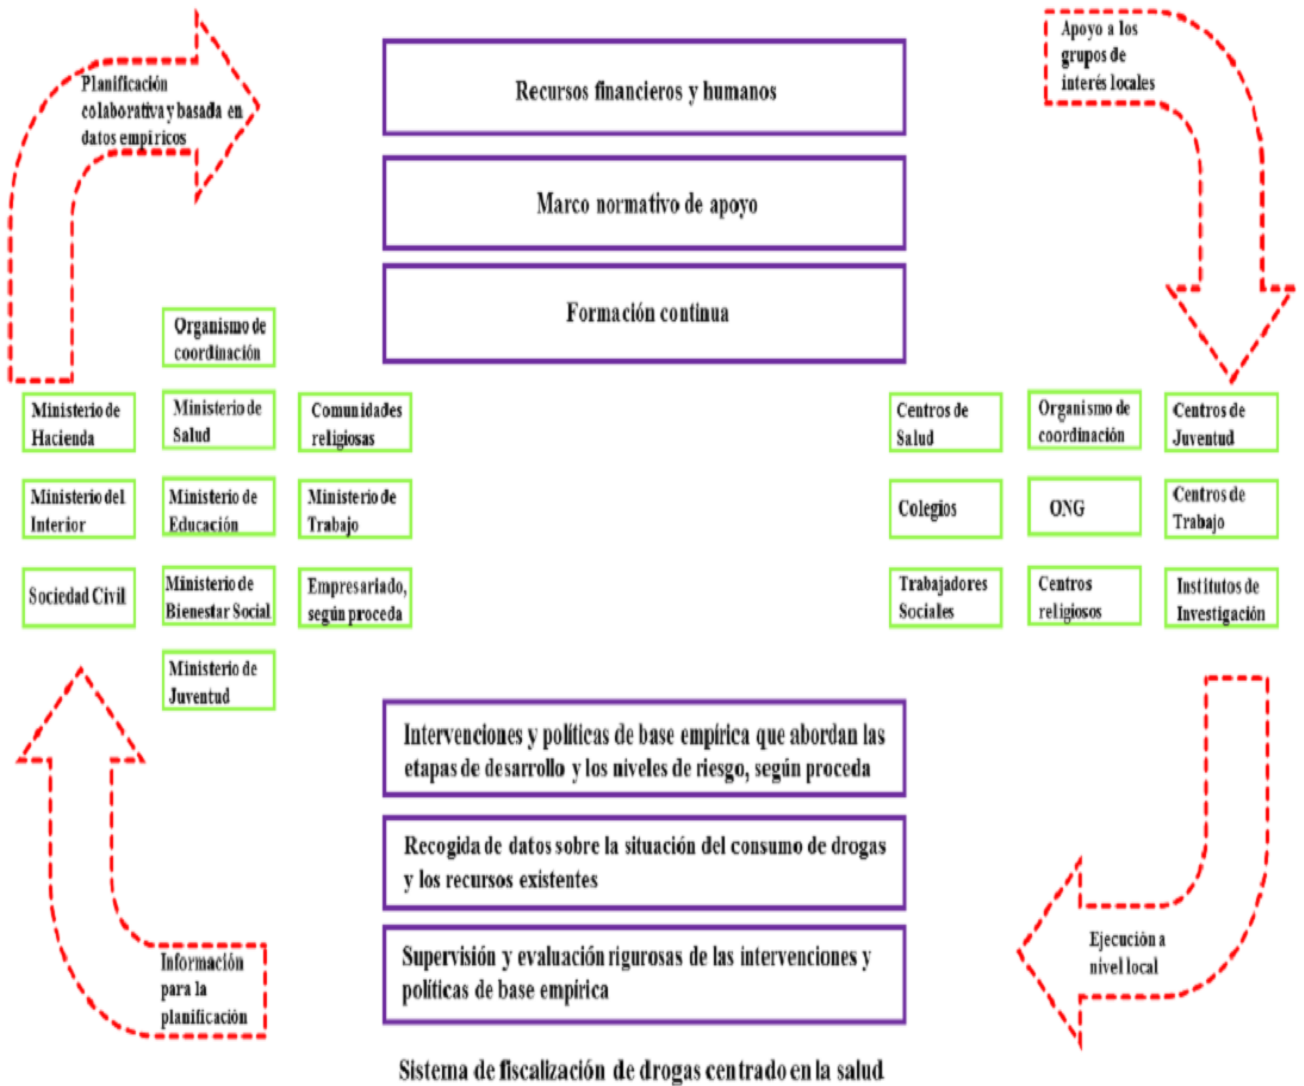 Planificación
colaborativa y basada en
datos empíricos
Recursos financieros y humanos
Marco normativo de apoyo
Formación continua
Apoyo a los
grupos de
interés locales
Organismo de
coordinación
Ministerio de
Hacienda
Ministerio de
Salud
Comunidades
religiosas
Ministerio del
Interior
Ministerio de
Educación
Ministerio de
Trabajo
Sociedad Civil
Ministerio de
Bienestar Social
Empresariado,
según proceda
Ministerio de
Juventud
Centros de
Salud
Organismo de
coordinación
Centros de
Juventud
Colegios
ONG
Centros de
Trabajo
Trabajadores
Sociales
Centros
religiosos
Institutos de
Investigación
Intervenciones y políticas de base empírica que abordan las
etapas de desarrollo y los niveles de riesgo, según proceda
Recogida de datos sobre la situación del consumo de drogas
y los recursos existentes
Supervisión y evaluación rigurosas de las intervenciones y
políticas de base empírica
Información
para la
planificación
Ejecución a
nivel local
Sistema de fiscalización de drogas centrado en la salud